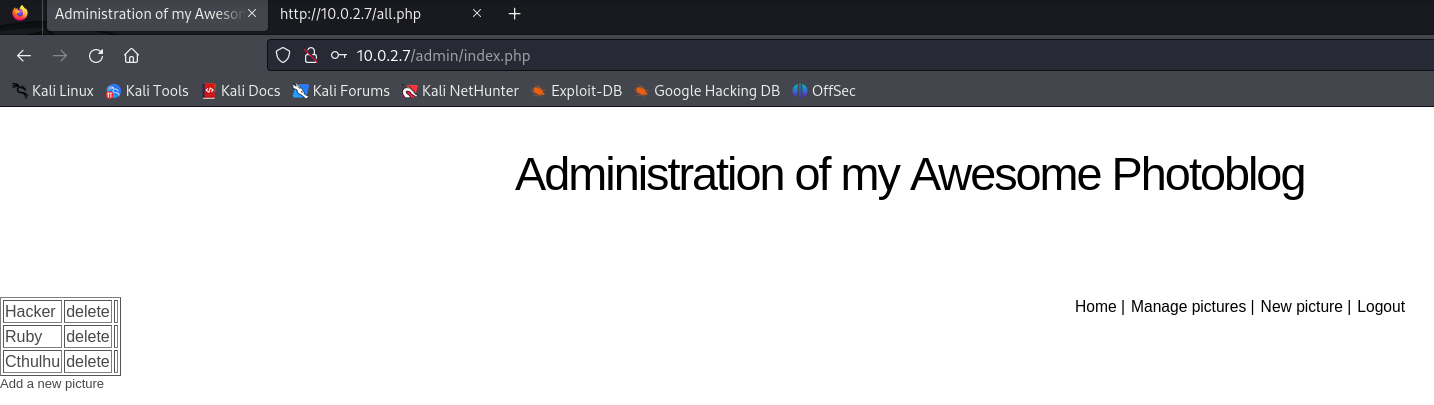 Administration of my Aweson
http://10.0.2.7/all.php
10.0.2.7/admin/index.php
Kali Linux Kali Tools Kali Docs Kali Forums Kali NetHunter Exploit-DB Google Hacking DB OffSec
Administration of my Awesome Photoblog
Home | Manage pictures | New picture | Logout
Hacker delete
Ruby delete
Cthulhu delete
Add a new picture